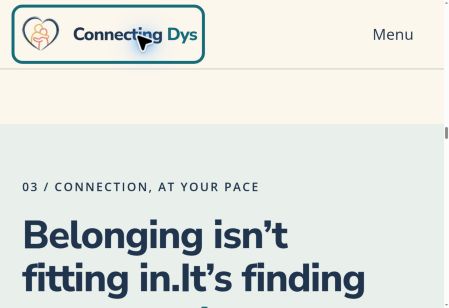 Connecting Dys
Menu
03 / CONNECTION, AT YOUR PACE
Belonging isn’t
fitting in.It’s finding